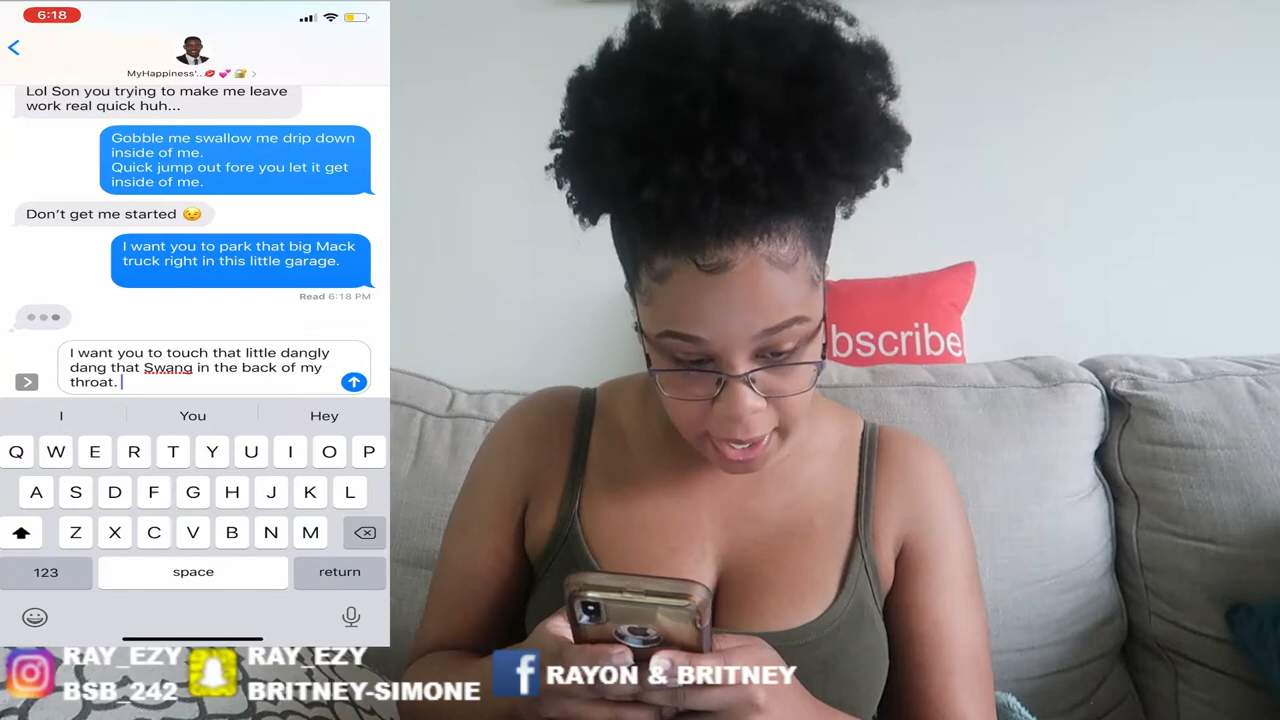 6:18
MyHappiness'..
Lol Son you trying to make me leave
work real quick huh...
Gobble me swallow me drip down
inside of me.
Quick jump out fore you let it get
inside of me.
Don't get me started 😉
I want you to park that big Mack
truck right in this little garage.
Read 6:18 PM
I want you to touch that little dangly
dang that Swang in the back of my
throat.
I You Hey
Q W E R T Y U I O P
A S D F G H J K L
Z X C V B N M
123 space return
bscribe
RAY_EZY
BSB_242
RAY_EZY
BRITNEY-SIMONE
RAYON & BRITNEY